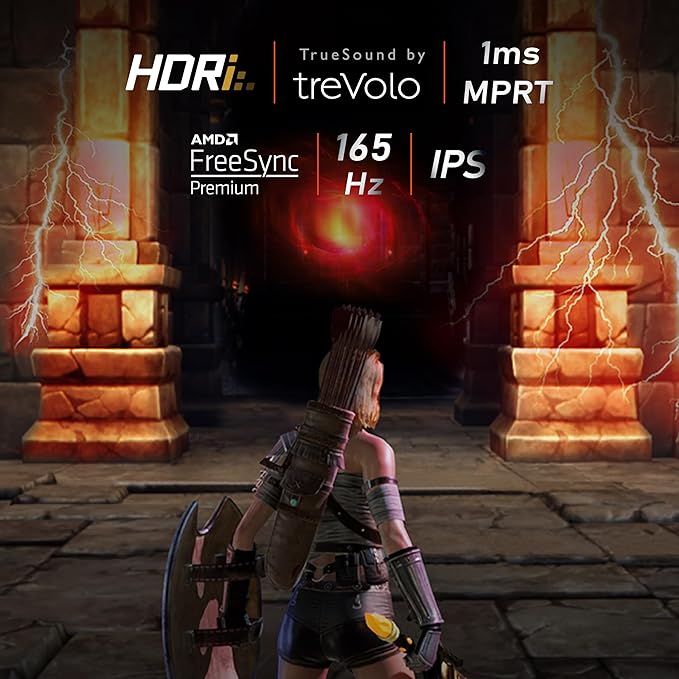 HDRi
TrueSound by
treVolo
1ms
MPRT
AMD
FreeSync
Premium
165
Hz
IPS